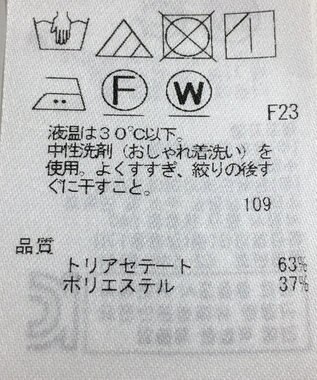 F W
F23
液温は30℃以下。
中性洗剤（おしゃれ着洗い）を
使用。よくすすぎ、絞りの後す
ぐに干すこと。
109
品質
トリアセテート 63%
ポリエステル 37%